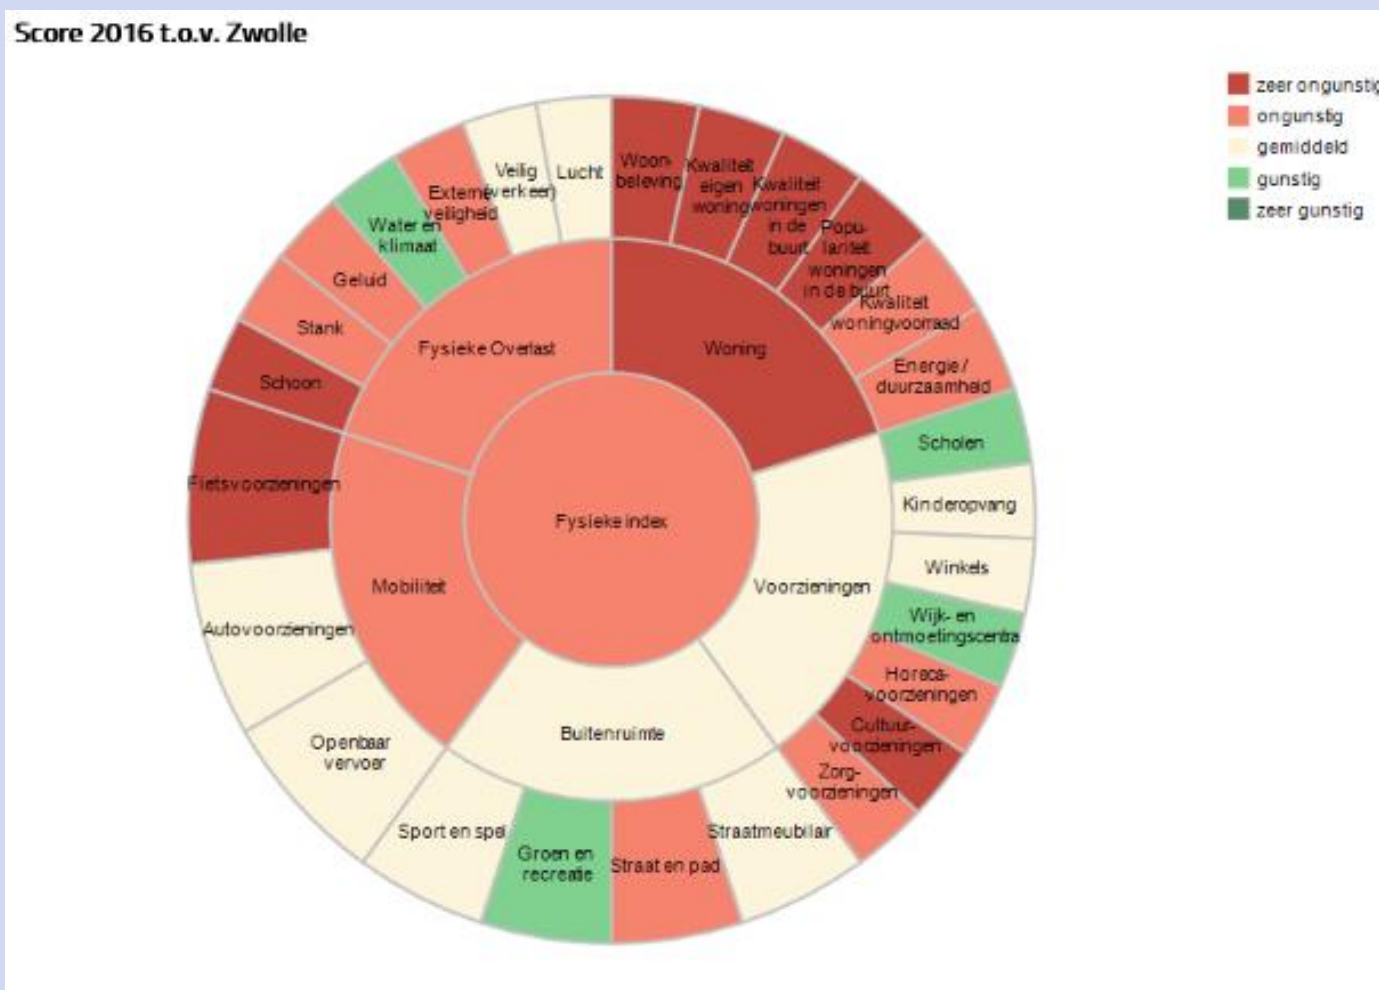 Score 2016 t.o.v. Zwolle
zeer ongunstig
ongunstig
gemiddeld
gunstig
zeer gunstig
Woon-
beleving
Kwaliteit
eigen
woning
Kwaliteit
woningen
in de
buurt
Popu-
lariteit
woningen
in de buurt
Kwaliteit
woningvoorraad
Energie /
duurzaamheid
Scholen
Kinderopvang
Winkels
Wijk- en
ontmoetingscentra
Horeca-
voorzieningen
Cultuur-
voorzieningen
Zorg-
voorzieningen
Straatmeubilair
Straat en pad
Groen en
recreatie
Sport en spel
Openbaar
vervoer
Autovoorzieningen
Fietsvoorzieningen
Schoon
Stank
Geluid
Water en
klimaat
Externe
veiligheid
Veilig
(verkeer)
Lucht
Fysieke Overlast
Woning
Voorzieningen
Buitenruimte
Mobiliteit
Fysieke index